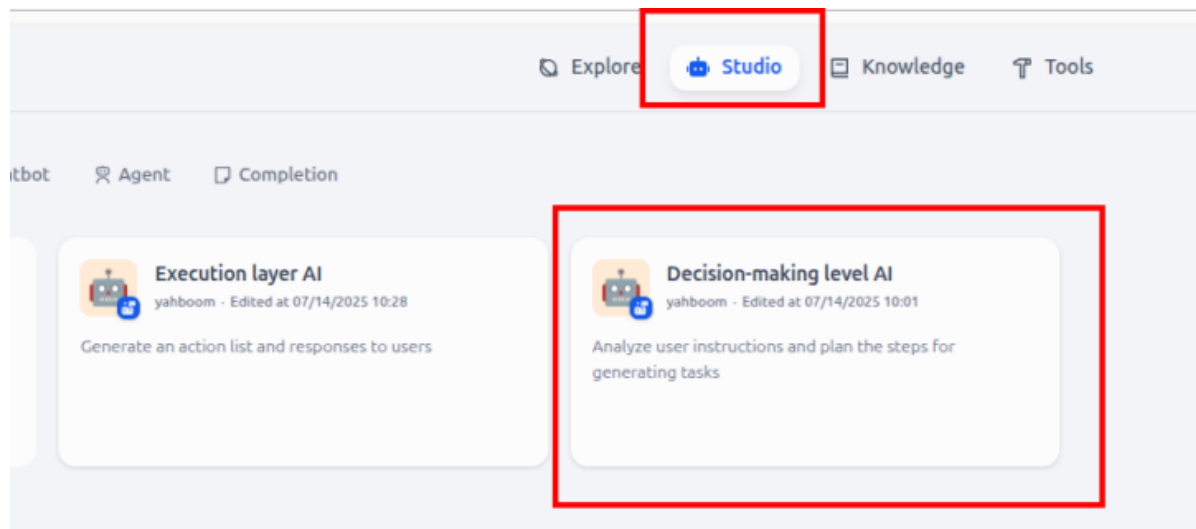 Explore Studio Knowledge Tools
tbot Agent Completion
Execution layer AI
yahboom · Edited at 07/14/2025 10:28
Generate an action list and responses to users
Decision-making level AI
yahboom · Edited at 07/14/2025 10:01
Analyze user instructions and plan the steps for
generating tasks